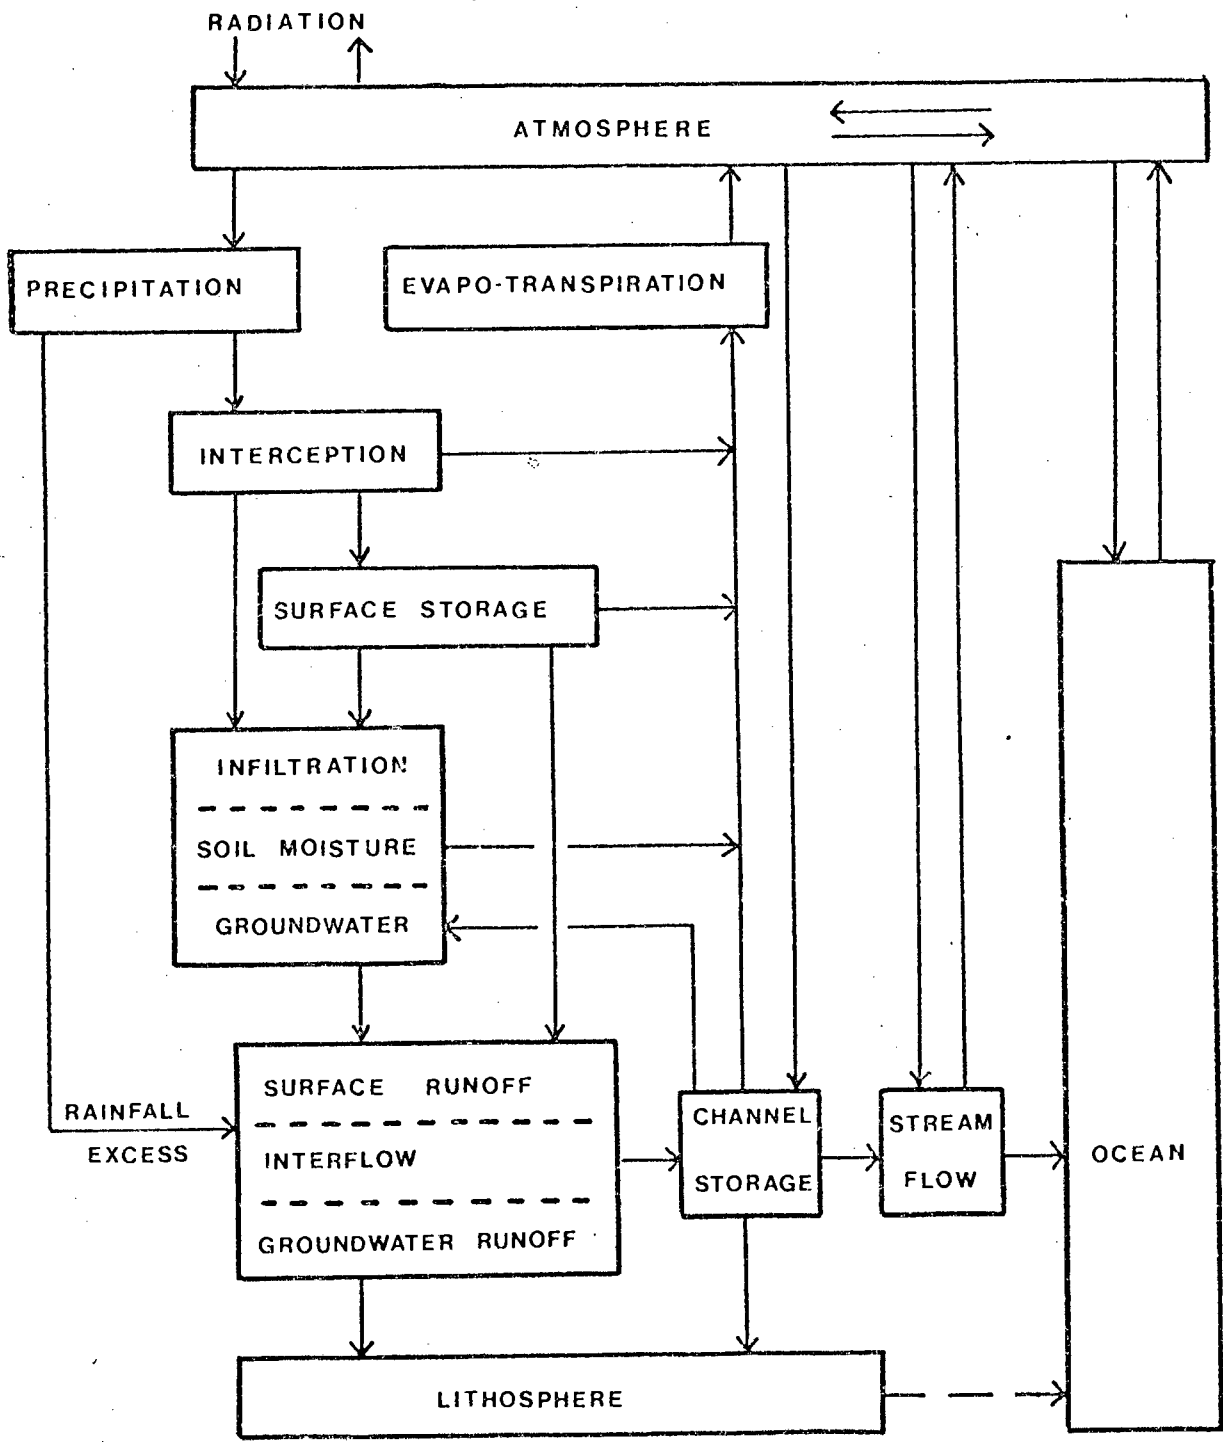 RADIATION
ATMOSPHERE
PRECIPITATION
EVAPO-TRANSPIRATION
INTERCEPTION
SURFACE STORAGE
INFILTRATION
SOIL MOISTURE
GROUNDWATER
SURFACE RUNOFF
INTERFLOW
GROUNDWATER RUNOFF
RAINFALL
EXCESS
CHANNEL
STORAGE
STREAM
FLOW
OCEAN
LITHOSPHERE